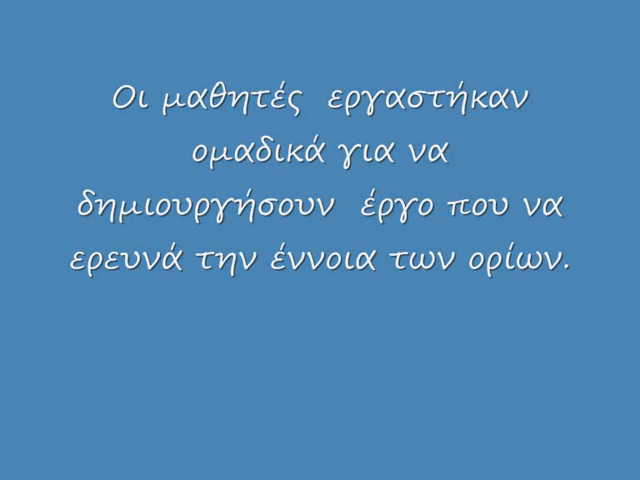 Οι μαθητές εργαστήκαν
ομαδικά για να
δημιουργήσουν έργο που να
ερευνά την έννοια των ορίων.